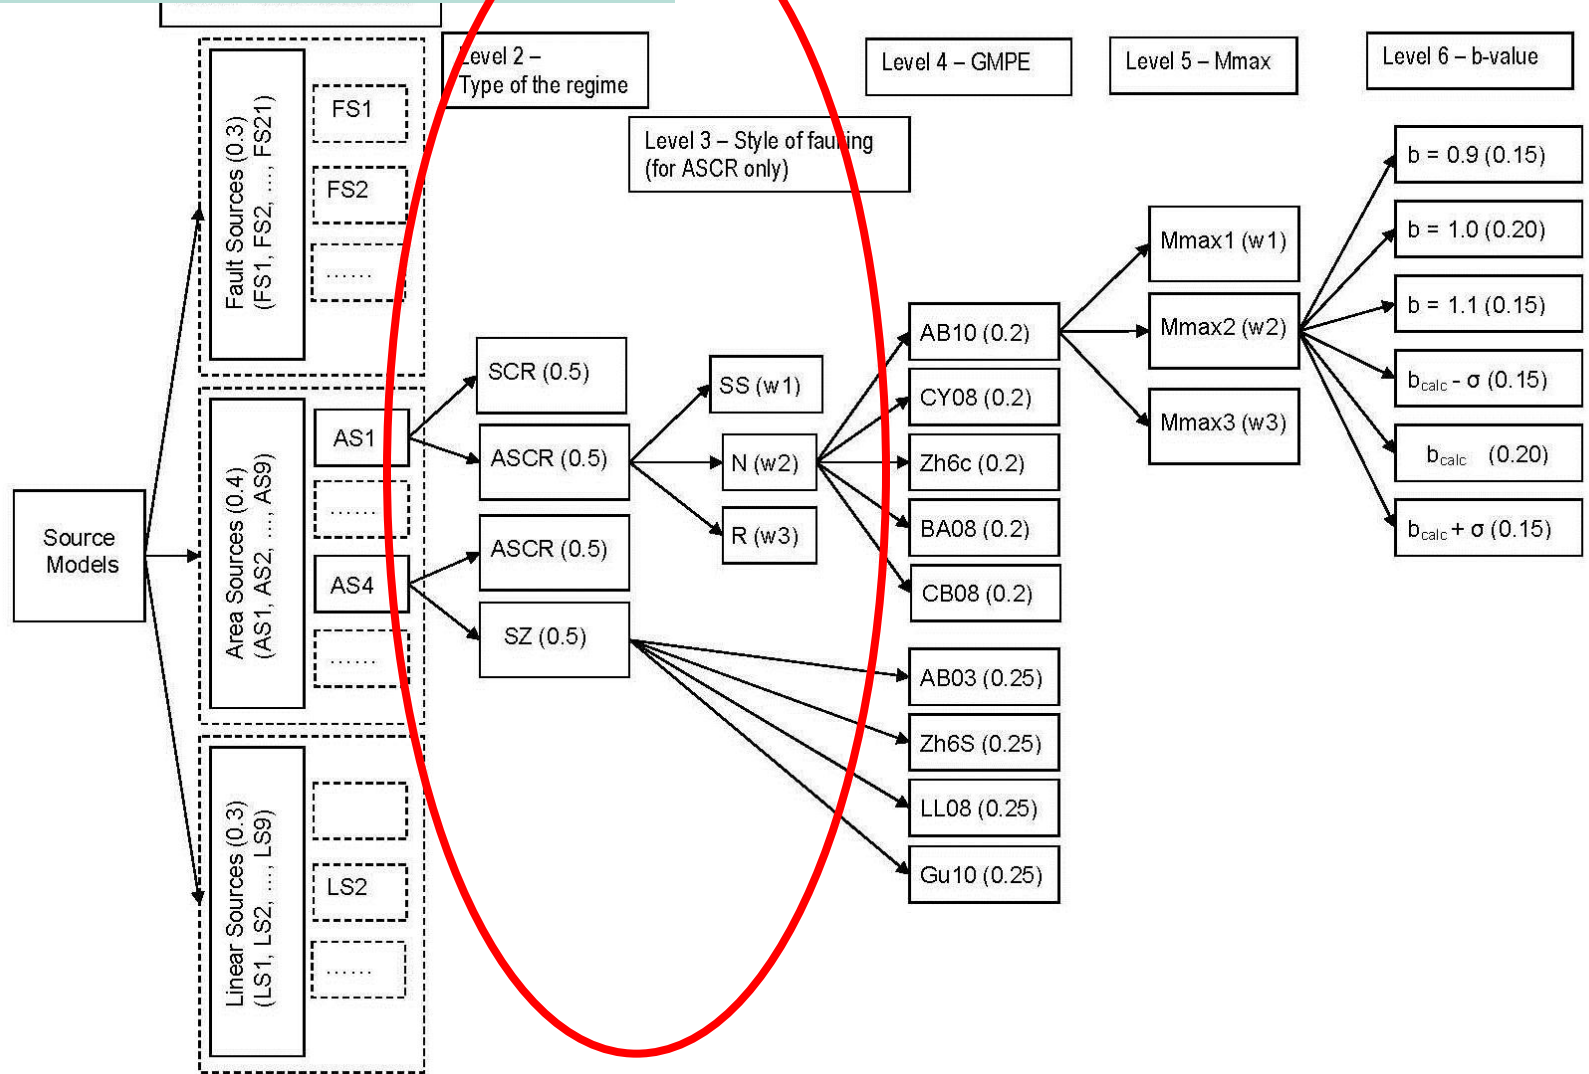 Level 2 –
Type of the regime
Level 3 – Style of faulting
(for ASCR only)
Level 4 – GMPE
Level 5 – Mmax
Level 6 – b-value
Source
Models
Fault Sources (0.3)
(FS1, FS2, ..., FS21)
FS1
FS2
......
Area Sources (0.4)
(AS1, AS2, ..., AS9)
AS1
......
AS4
......
Linear Sources (0.3)
(LS1, LS2, ..., LS9)
LS2
......
SCR (0.5)
ASCR (0.5)
ASCR (0.5)
SZ (0.5)
SS (w1)
N (w2)
R (w3)
AB10 (0.2)
CY08 (0.2)
Zh6c (0.2)
BA08 (0.2)
CB08 (0.2)
AB03 (0.25)
Zh6S (0.25)
LL08 (0.25)
Gu10 (0.25)
Mmax1 (w1)
Mmax2 (w2)
Mmax3 (w3)
b = 0.9 (0.15)
b = 1.0 (0.20)
b = 1.1 (0.15)
bcalc - σ (0.15)
bcalc (0.20)
bcalc + σ (0.15)